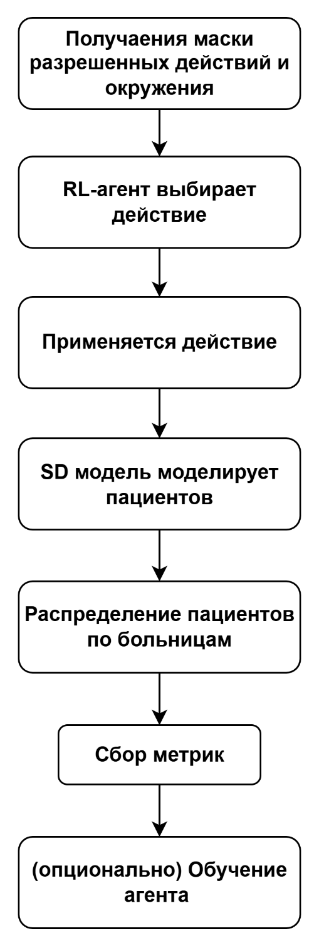 Получаения маски
разрешенных действий и
окружения
RL-агент выбирает
действие
Применяется действие
SD модель моделирует
пациентов
Распределение пациентов
по больницам
Сбор метрик
(опционально) Обучение
агента